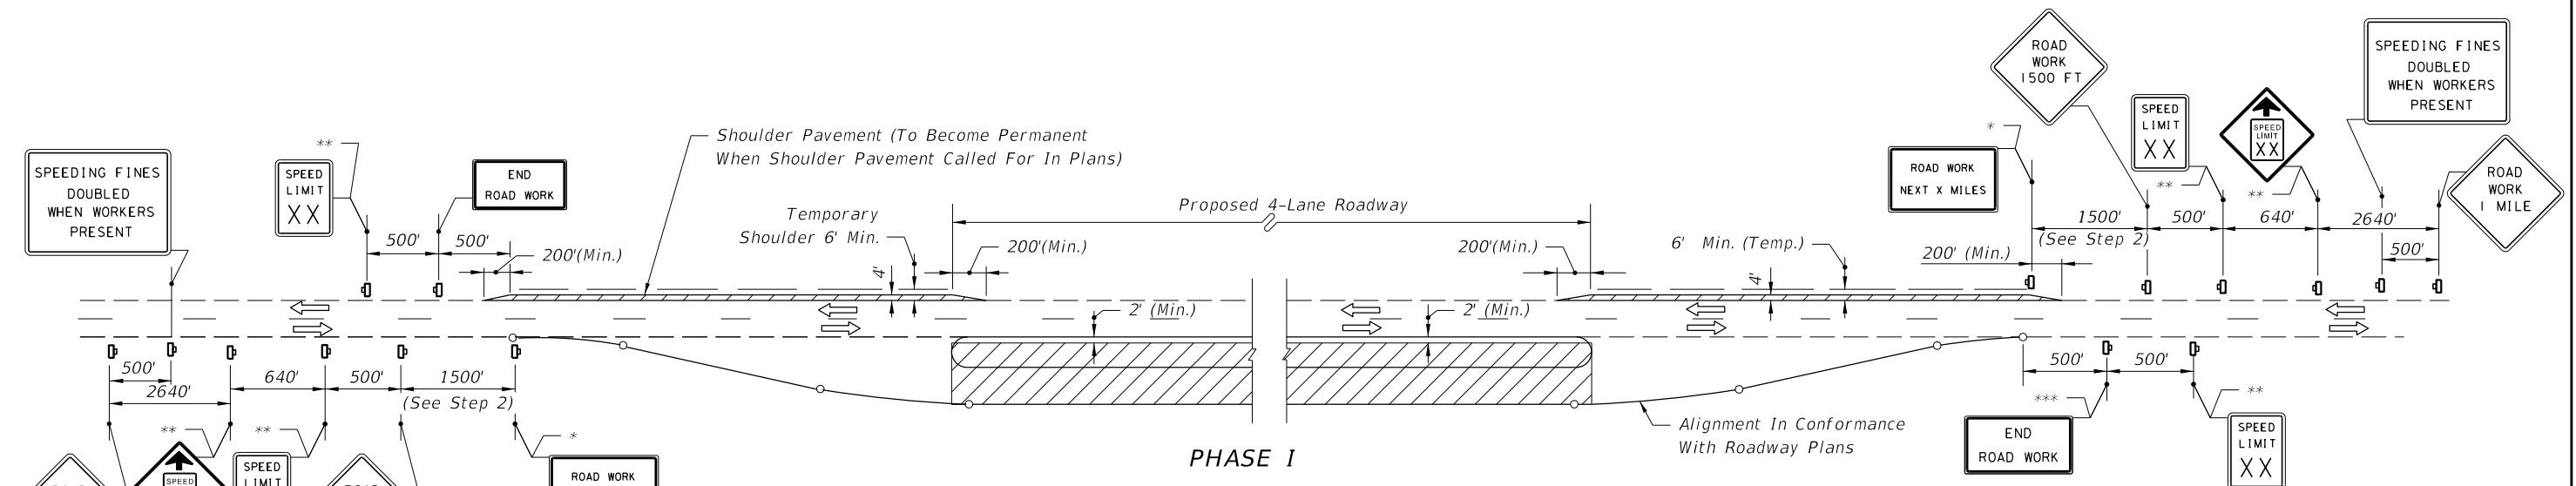 ROAD
WORK
1500 FT
SPEEDING FINES
DOUBLED
WHEN WORKERS
PRESENT
SPEED
LIMIT
XX
SPEED
LIMIT
XX
ROAD
WORK
1 MILE
*
ROAD WORK
NEXT X MILES
**
**
1500'
500'
640'
2640'
(See Step 2)
500'
200' (Min.)
SPEEDING FINES
DOUBLED
WHEN WORKERS
PRESENT
**
SPEED
LIMIT
XX
END
ROAD WORK
500'
500'
200'(Min.)
Shoulder Pavement (To Become Permanent
When Shoulder Pavement Called For In Plans)
Temporary
Shoulder 6' Min.
4'
Proposed 4-Lane Roadway
200'(Min.)
200'(Min.)
6' Min. (Temp.)
4'
2' (Min.)
2' (Min.)
500'
2640'
640'
500'
1500'
(See Step 2)
**
**
*
SPEED
SPEED
LIMIT
ROAD WORK
PHASE I
Alignment In Conformance
With Roadway Plans
500'
500'
***
**
END
ROAD WORK
SPEED
LIMIT
XX